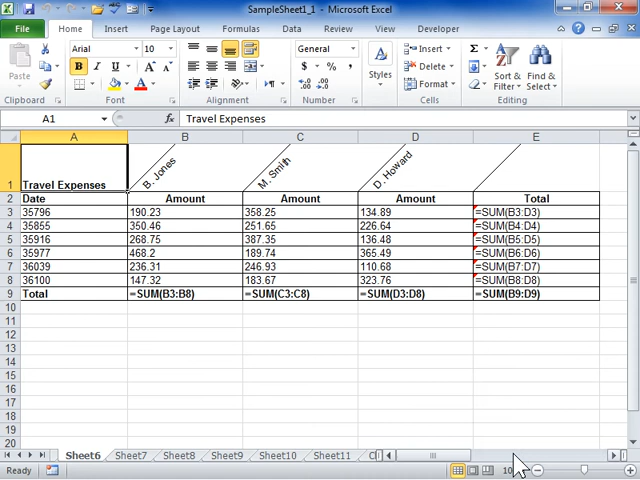 SampleSheet1_1 - Microsoft Excel
File Home Insert Page Layout Formulas Data Review View Developer
Paste
Clipboard
Arial 10
B I U
Font
Alignment
General
$ % ,
Number
Styles
Insert
Delete
Format
Cells
Σ
Sort & Filter
Find & Select
Editing
A1 fx Travel Expenses
A B C D E
1 Travel Expenses B. Jones M. Smith D. Howard
2 Date Amount Amount Amount Total
3 35796 190.23 358.25 134.89 =SUM(B3:D3)
4 35855 350.46 251.65 226.64 =SUM(B4:D4)
5 35916 268.75 387.35 136.48 =SUM(B5:D5)
6 35977 468.2 189.74 365.49 =SUM(B6:D6)
7 36039 236.31 246.93 110.68 =SUM(B7:D7)
8 36100 147.32 183.67 323.76 =SUM(B8:D8)
9 Total =SUM(B3:B8) =SUM(C3:C8) =SUM(D3:D8) =SUM(B9:D9)
10
11
12
13
14
15
16
17
18
19
20
Sheet6 Sheet7 Sheet8 Sheet9 Sheet10 Sheet11
Ready